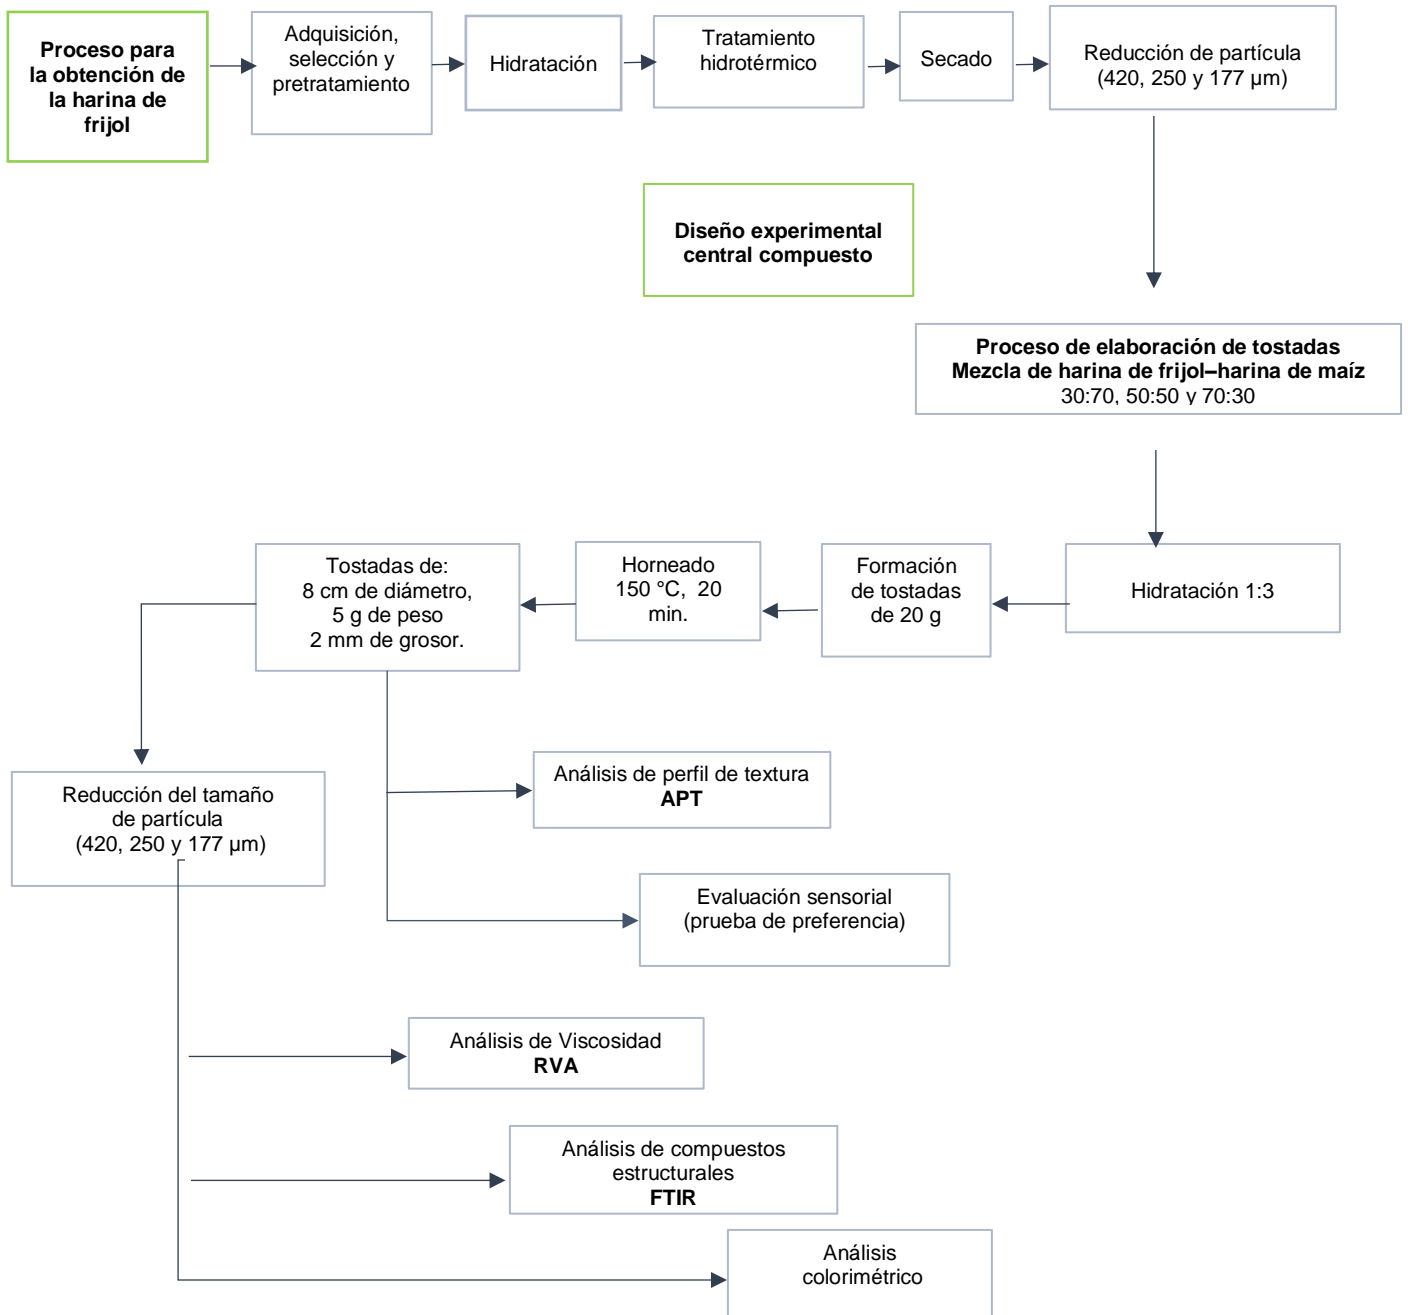 Proceso para
la obtención de
la harina de
frijol
Adquisición,
selección y
pretratamiento
Hidratación
Tratamiento
hidrotérmico
Secado
Reducción de partícula
(420, 250 y 177 µm)
Diseño experimental
central compuesto
Proceso de elaboración de tostadas
Mezcla de harina de frijol–harina de maíz
30:70, 50:50 y 70:30
Hidratación 1:3
Formación
de tostadas
de 20 g
Horneado
150 °C, 20
min.
Tostadas de:
8 cm de diámetro,
5 g de peso
2 mm de grosor.
Reducción del tamaño
de partícula
(420, 250 y 177 µm)
Análisis de perfil de textura
APT
Evaluación sensorial
(prueba de preferencia)
Análisis de Viscosidad
RVA
Análisis de compuestos
estructurales
FTIR
Análisis
colorimétrico